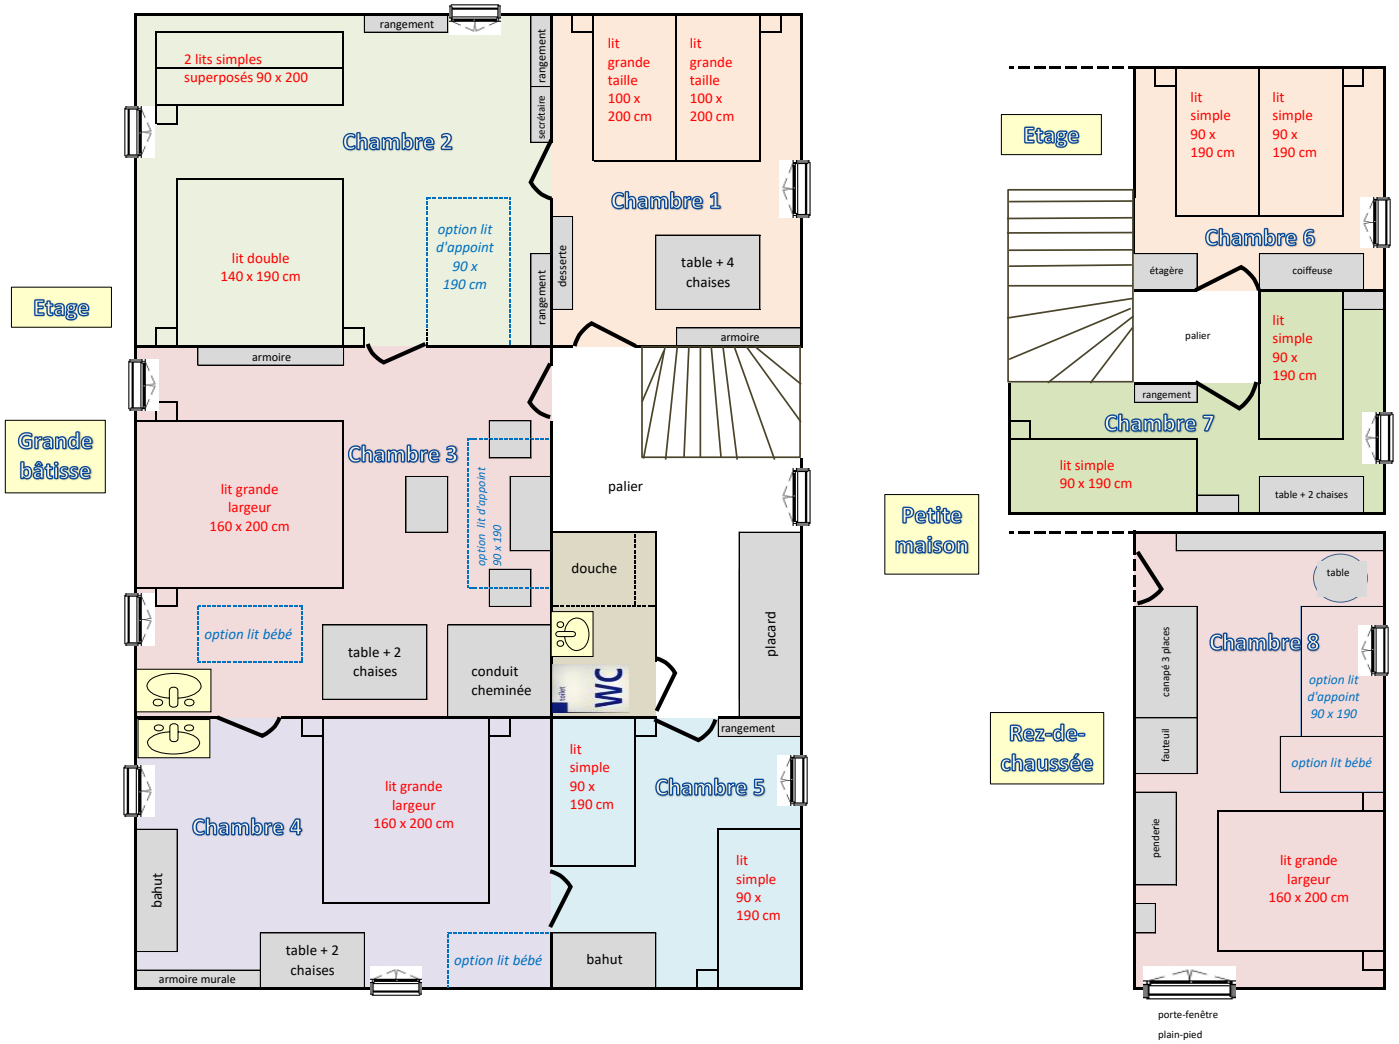 Etage
Grande
bâtisse
rangement
2 lits simples
superposés 90 x 200
Chambre 2
rangement
secrétaire
lit double
140 x 190 cm
option lit
d'appoint
90 x
190 cm
rangement
lit
grande
taille
100 x
200 cm
lit
grande
taille
100 x
200 cm
Chambre 1
desserte
table + 4
chaises
armoire
armoire
Chambre 3
lit grande
largeur
160 x 200 cm
option lit d'appoint
90 x 190
option lit bébé
table + 2
chaises
conduit
cheminée
palier
douche
toilet
WC
placard
Chambre 4
lit grande
largeur
160 x 200 cm
bahut
armoire murale
table + 2
chaises
option lit bébé
rangement
lit
simple
90 x
190 cm
Chambre 5
lit
simple
90 x
190 cm
bahut
Petite
maison
Etage
lit
simple
90 x
190 cm
lit
simple
90 x
190 cm
Chambre 6
étagère
coiffeuse
palier
lit
simple
90 x
190 cm
rangement
Chambre 7
lit simple
90 x 190 cm
table + 2 chaises
Rez-de-
chaussée
table
canapé 3 places
Chambre 8
option lit
d'appoint
90 x 190
fauteuil
option lit bébé
penderie
lit grande
largeur
160 x 200 cm
porte-fenêtre
plain-pied